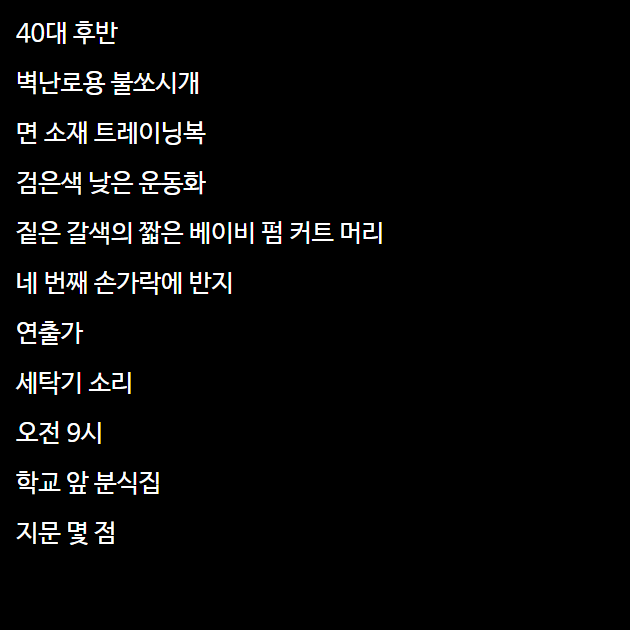 40대 후반
벽난로용 불쏘시개
면 소재 트레이닝복
검은색 낮은 운동화
짙은 갈색의 짧은 베이비 펌 커트 머리
네 번째 손가락에 반지
연출가
세탁기 소리
오전 9시
학교 앞 분식집
지문 몇 점